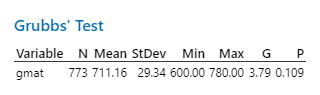 Grubbs' Test
Variable N Mean StDev Min Max G P
gmat 773 711.16 29.34 600.00 780.00 3.79 0.109